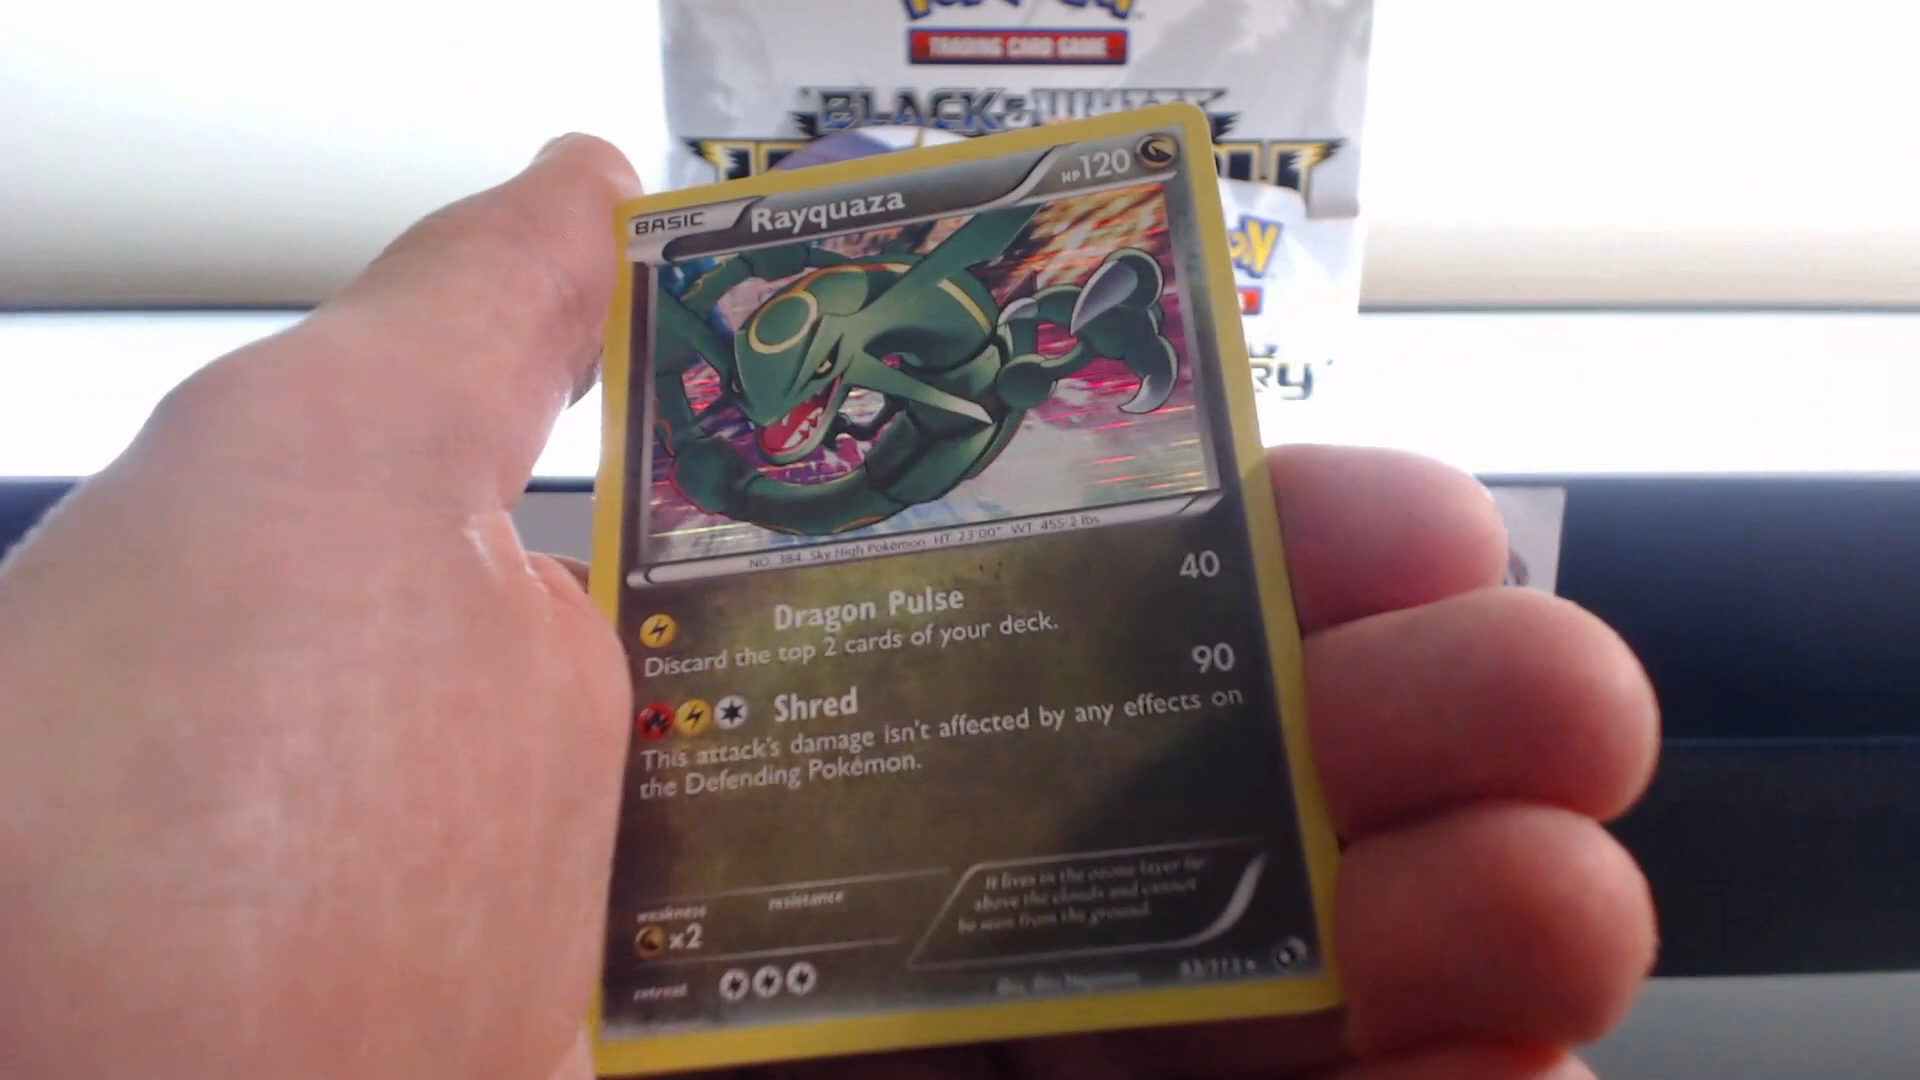 TRADING CARD GAME
BLACK & WHITE
BASIC Rayquaza HP120
NO. 384 Sky High Pokémon HT. 23'00" WT. 455.2 lbs
Dragon Pulse 40
Discard the top 2 cards of your deck.
Shred 90
This attack's damage isn't affected by any effects on
the Defending Pokémon.
weakness resistance
x2
It lives in the ozone layer far
above the clouds and cannot
be seen from the ground.
retreat